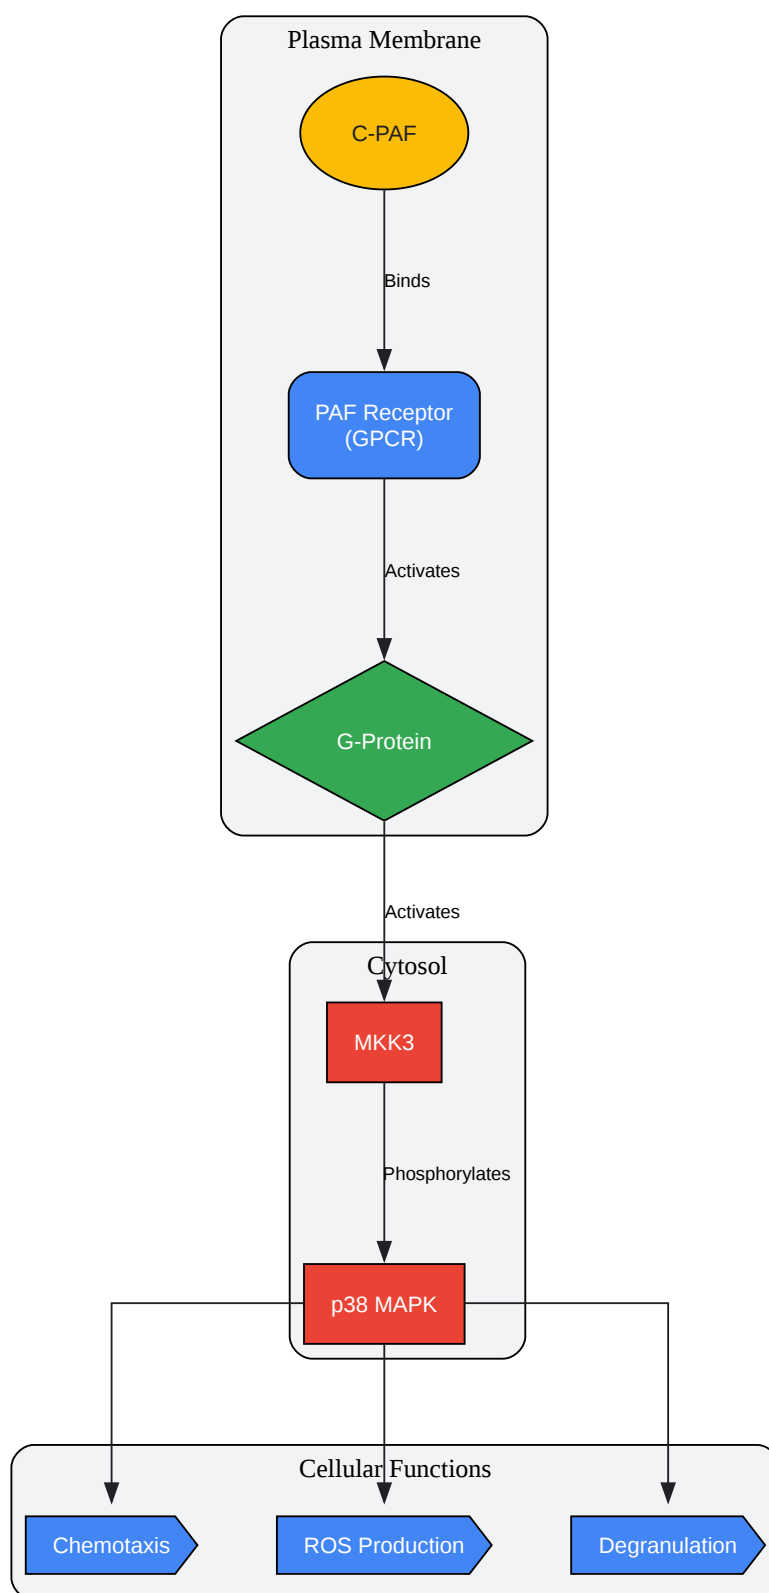 Plasma Membrane
C-PAF
Binds
PAF Receptor
(GPCR)
Activates
G-Protein
Activates
Cytosol
MKK3
Phosphorylates
p38 MAPK
Cellular Functions
Chemotaxis
ROS Production
Degranulation